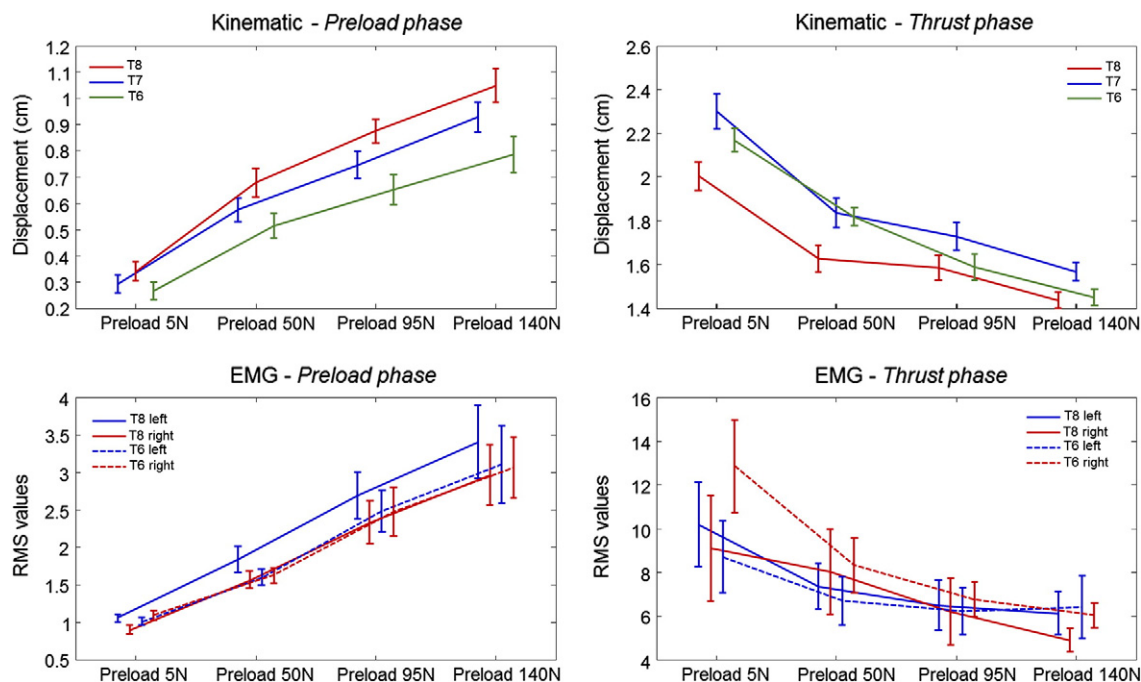 Kinematic - Preload phase
1.2
1.1
1
0.9
0.8
0.7
0.6
0.5
0.4
0.3
0.2
Displacement (cm)
T8
T7
T6
Preload 5N Preload 50N Preload 95N Preload 140N
Kinematic - Thrust phase
2.6
2.4
2.2
2
1.8
1.6
1.4
Displacement (cm)
T8
T7
T6
Preload 5N Preload 50N Preload 95N Preload 140N
EMG - Preload phase
4
3.5
3
2.5
2
1.5
1
0.5
RMS values
T8 left
T8 right
T6 left
T6 right
Preload 5N Preload 50N Preload 95N Preload 140N
EMG - Thrust phase
16
14
12
10
8
6
4
RMS values
T8 left
T8 right
T6 left
T6 right
Preload 5N Preload 50N Preload 95N Preload 140N